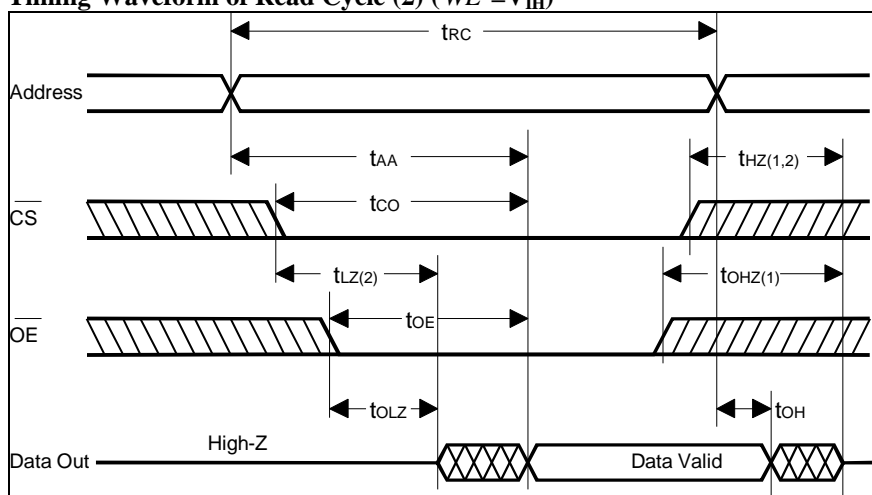 Timing Waveform of Read Cycle (2) (WE =VIH)
tRC
Address
tAA
tHZ(1,2)
CS
tCO
tLZ(2)
tOHZ(1)
OE
tOE
tOLZ
tOH
High-Z
Data Out
Data Valid